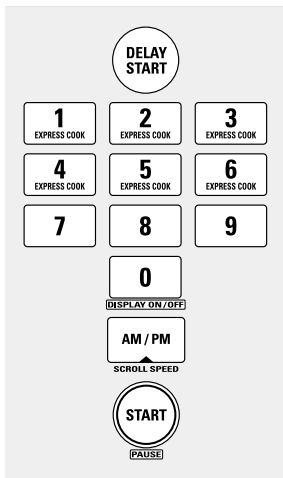 DELAY
START
1 2 3
EXPRESS COOK EXPRESS COOK EXPRESS COOK
4 5 6
EXPRESS COOK EXPRESS COOK EXPRESS COOK
7 8 9
0
DISPLAY ON/OFF
AM / PM
SCROLL SPEED
START
PAUSE